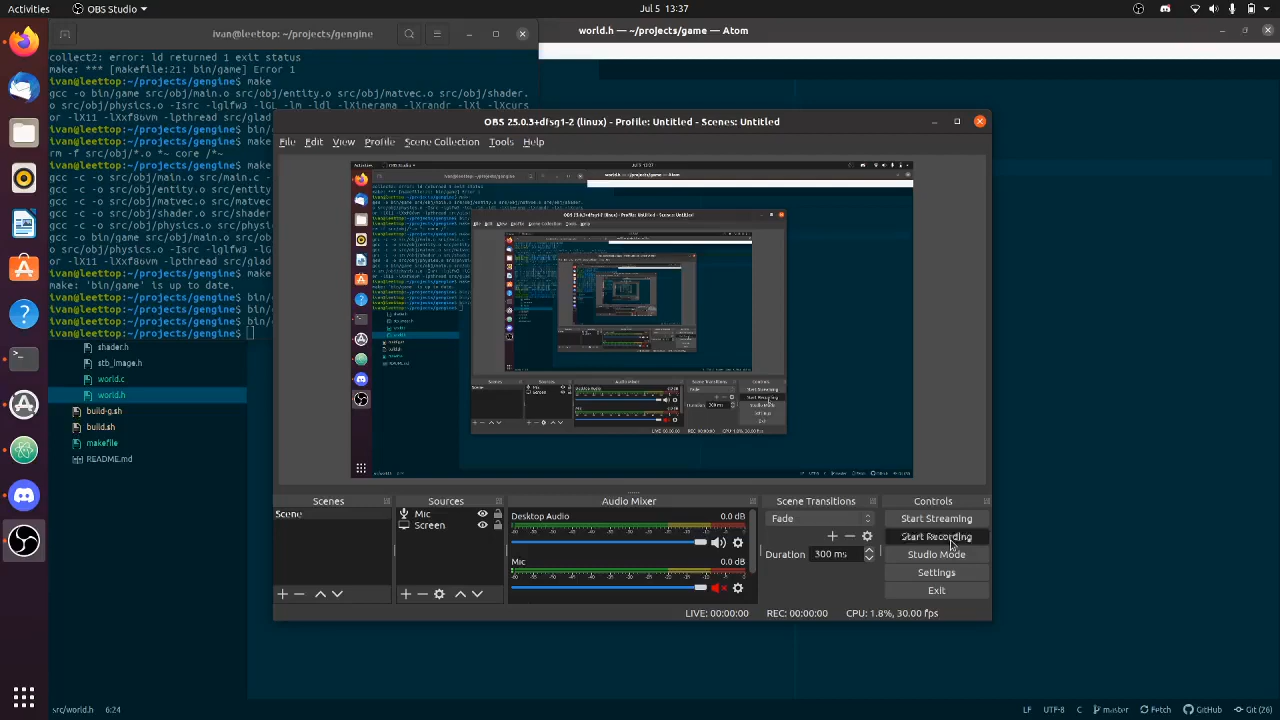 Activities
OBS Studio
Jul 5 13:37
ivan@leettop: ~/projects/gengine
world.h — ~/projects/game — Atom
collect2: error: ld returned 1 exit status
make: *** [makefile:21: bin/game] Error 1
ivan@leettop:~/projects/gengine$ make
gcc -o bin/game src/obj/main.o src/obj/entity.o src/obj/matvec.o src/obj/shader.
o src/obj/physics.o -Isrc -lglfw3 -lGL -lm -ldl -lXinerama -lXrandr -lXi -lXcurs
or -lX11 -lXxf86vm -lpthread src/glad
ivan@leettop:~/projects/gengine$ bin/
ivan@leettop:~/projects/gengine$ make
rm -f src/obj/*.o *~ core /*~
ivan@leettop:~/projects/gengine$ make
gcc -c -o src/obj/main.o src/main.c -
gcc -c -o src/obj/entity.o src/entity
gcc -c -o src/obj/matvec.o src/matvec
gcc -c -o src/obj/shader.o src/shader
gcc -c -o src/obj/physics.o src/physi
gcc -o bin/game src/obj/main.o src/ob
o src/obj/physics.o -Isrc -lglfw3 -lG
or -lX11 -lXxf86vm -lpthread src/glad
ivan@leettop:~/projects/gengine$ make
make: 'bin/game' is up to date.
ivan@leettop:~/projects/gengine$ bin/
ivan@leettop:~/projects/gengine$ bin/
ivan@leettop:~/projects/gengine$ bin/
ivan@leettop:~/projects/gengine$
shader.h
stb_image.h
world.c
world.h
build-g.sh
build.sh
makefile
README.md
OBS 25.0.3+dfsg1-2 (linux) - Profile: Untitled - Scenes: Untitled
File Edit View Profile Scene Collection Tools Help
Scenes
Scene
Sources
Mic
Screen
Audio Mixer
Desktop Audio 0.0 dB
Mic 0.0 dB
Scene Transitions
Fade
Duration 300 ms
Controls
Start Streaming
Start Recording
Studio Mode
Settings
Exit
LIVE: 00:00:00 REC: 00:00:00 CPU: 1.8%, 30.00 fps
src/world.h 6:24
LF UTF-8 C master Fetch GitHub Git (26)